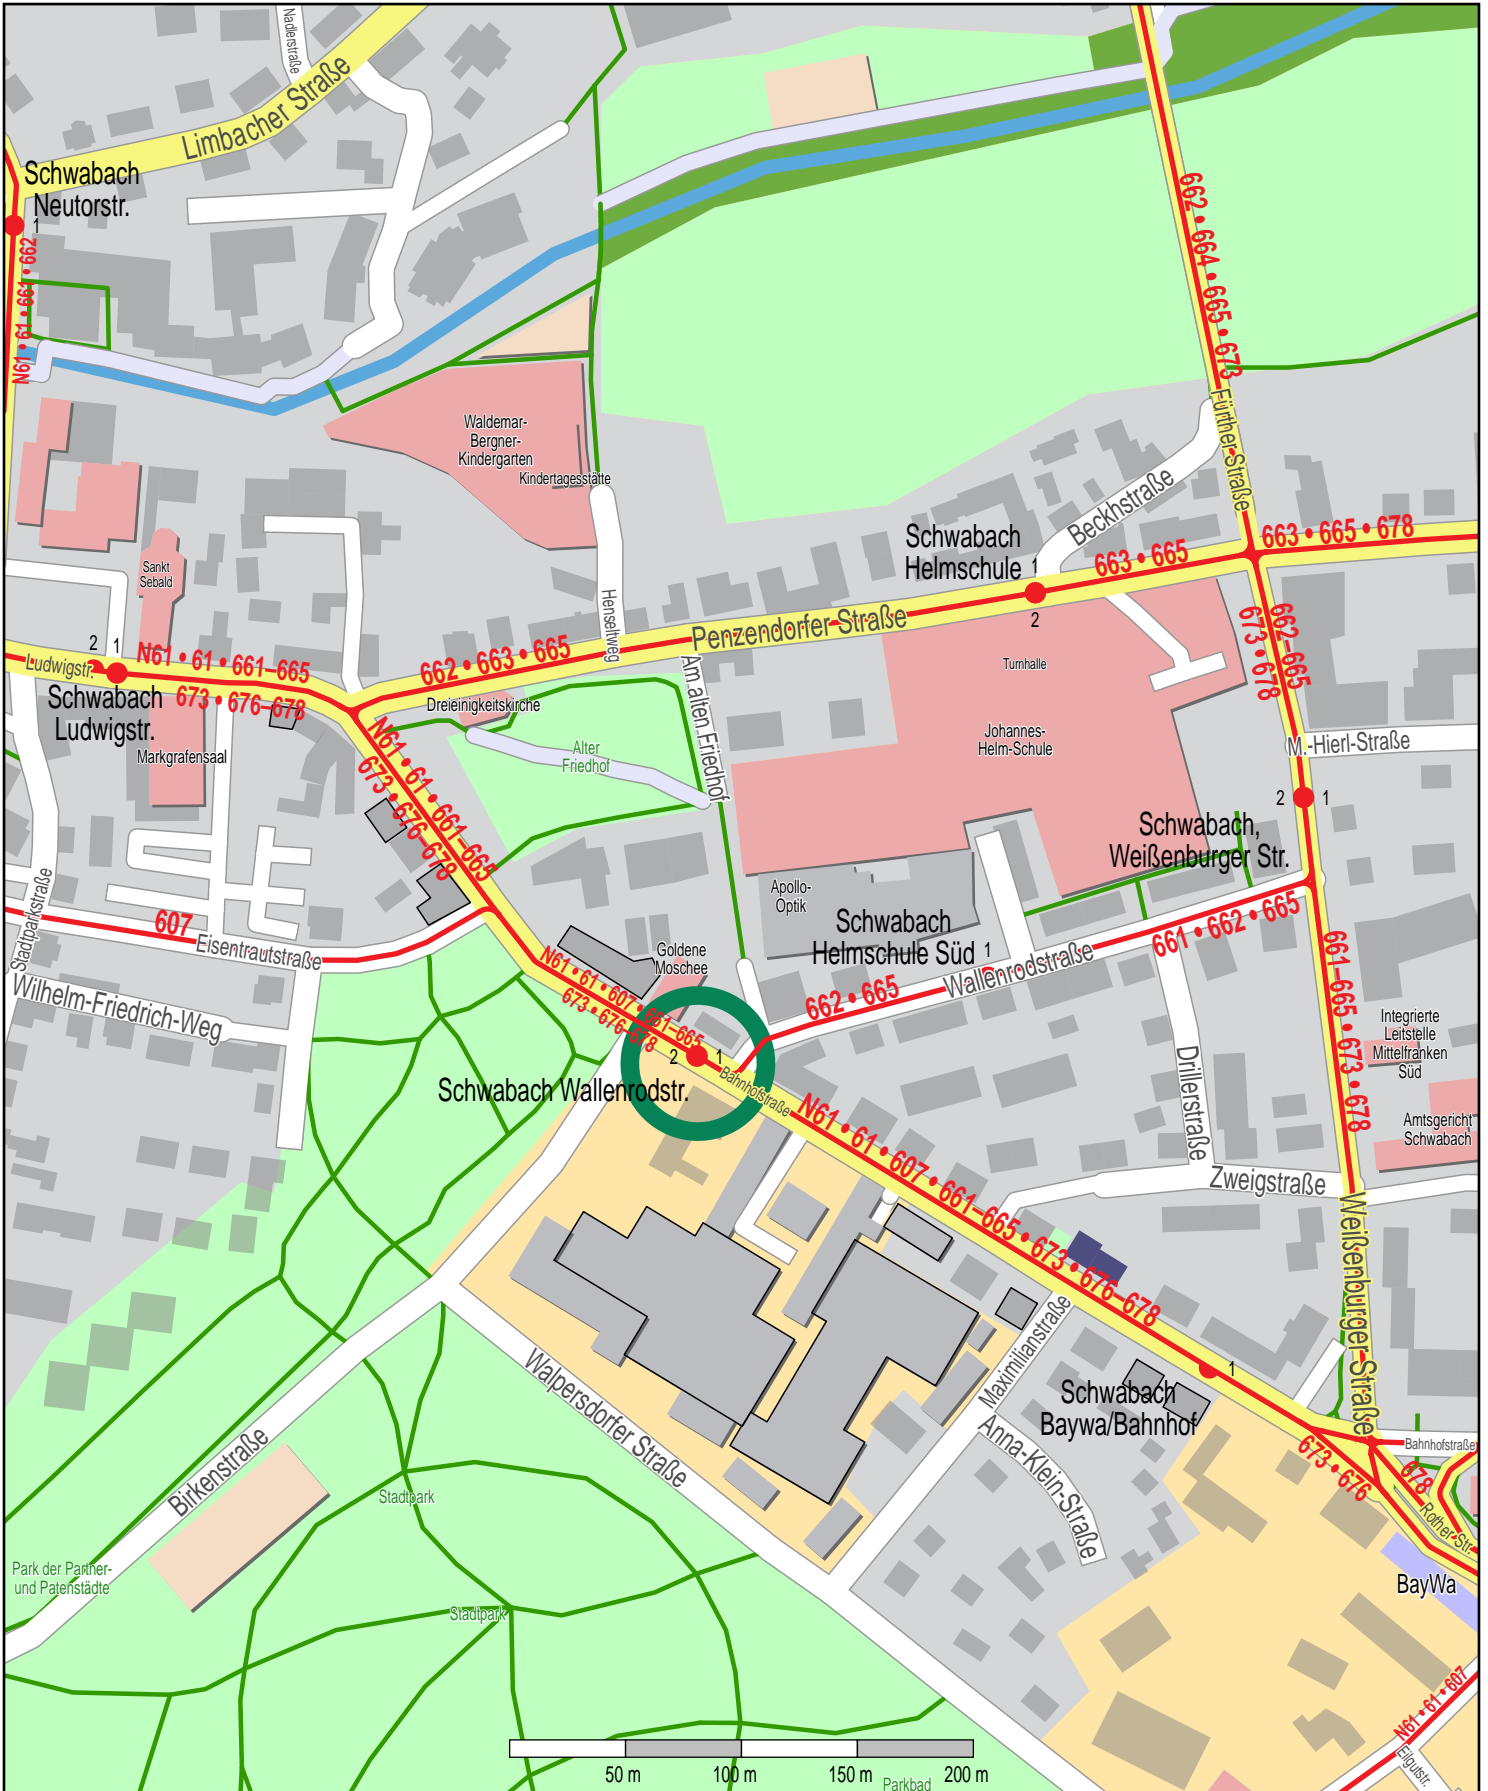 Nadlerstraße
Limbacher Straße
Schwabach
Neutorstr.
1
N61 • 61 • 661 • 662
662 • 664 • 665 • 673
Fürther Straße
Waldemar-
Bergner-
Kindergarten
Kindertagesstätte
Beckhstraße
Schwabach
Helmschule
1
2
663 • 665
663 • 665 • 678
Sankt
Sebald
Henseltweg
Penzendorfer Straße
662 • 663 • 665
2 1
N61 • 61 • 661–665
673 • 676–678
Ludwigstr.
Schwabach
Ludwigstr.
Markgrafensaal
Dreieinigkeitskirche
Alter
Friedhof
Am alten Friedhof
Turnhalle
Johannes-
Helm-Schule
662–665
673 • 678
M.-Hierl-Straße
2 1
Schwabach,
Weißenburger Str.
N61 • 61 • 661–665
673 • 676–678
Apollo-
Optik
Schwabach
Helmschule Süd
1
Stadtparkstraße
607
Eisentrautstraße
Wilhelm-Friedrich-Weg
Goldene
Moschee
N61 • 61 • 607 • 661–665
673 • 676–678
662 • 665
Wallenrodstraße
661 • 662 • 665
661–665 • 673 • 678
Integrierte
Leitstelle
Mittelfranken
Süd
Amtsgericht
Schwabach
2 1
Schwabach Wallenrodstr.
Bahnhofstraße
N61 • 61 • 607 • 661–665 • 673 • 676–678
Drillerstraße
Zweigstraße
Weißenburger Straße
Maximilianstraße
1
Schwabach
Baywa/Bahnhof
Anna-Klein-Straße
Walpersdorfer Straße
Birkenstraße
Stadtpark
Bahnhofstraße
673 • 676
678
Rother Str.
BayWa
Park der Partner-
und Patenstädte
Stadtpark
N61 • 61 • 607
Eilgutstr.
50 m
100 m
150 m
200 m
Parkbad